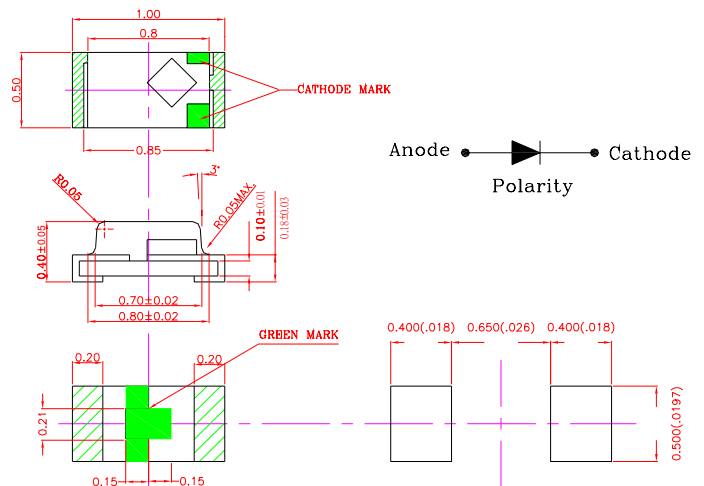 1.00
0.8
0.50
CATHODE MARK
0.85
Anode
Cathode
Polarity
R0.05
3°
R0.05MAX.
0.10±0.01
0.18±0.03
0.40±0.05
0.70±0.02
0.80±0.02
GREEN MARK
0.20
0.20
0.21
0.15
0.15
0.400(.018)
0.650(.026)
0.400(.018)
0.500(.0197)